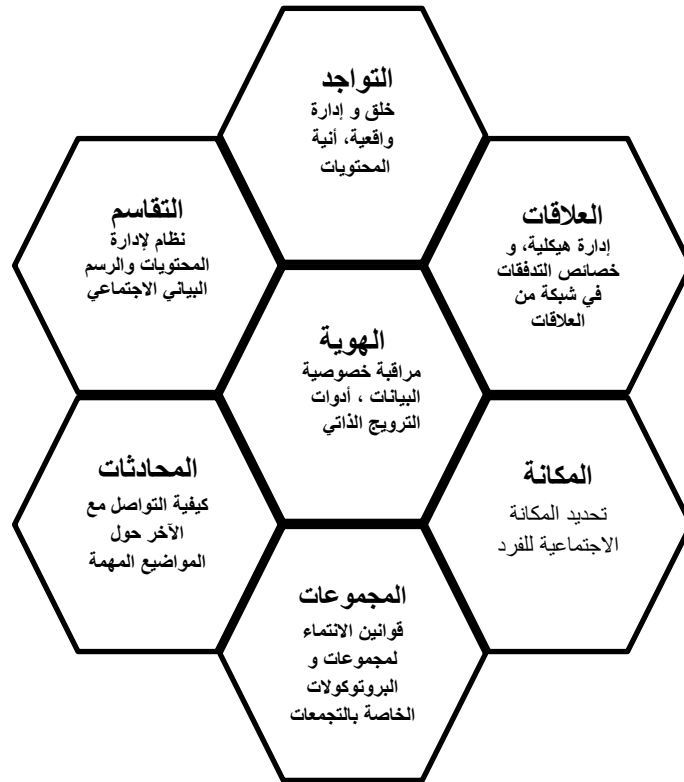 التواجد
خلق و إدارة
واقعية، أنية
المحتويات
العلاقات
إدارة هيكلية، و
خصائص التدفقات
في شبكة من
العلاقات
التقاسم
نظام لإدارة
المحتويات والرسم
البياني الاجتماعي
الهوية
مراقبة خصوصية
البيانات ، أدوات
الترويج الذاتي
المكانة
تحديد المكانة
الاجتماعية للفرد
المحادثات
كيفية التواصل مع
الآخر حول
المواضيع المهمة
المجموعات
قوانين الانتماء
لمجموعات و
البروتوكولات
الخاصة بالتجمعات